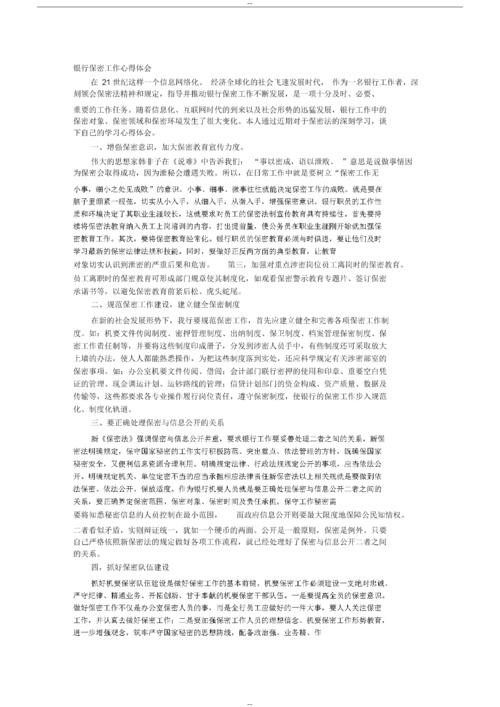 --
银行保密工作心得体会
在 21世纪这样一个信息网络化、 经济全球化的社会飞速发展时代， 作为一名银行工作者，深
刻领会保密法精神和规定，指导并推动银行保密工作不断发展，是一项十分及时、必要、
重要的工作任务。随着信息化、互联网时代的到来以及社会形势的迅猛发展，银行工作中的
保密对象、保密领域和保密环境发生了很大变化。本人通过近期对于保密法的深刻学习，谈
下自己的学习心得体会。
一、增强保密意识，加大保密教育宣传力度。
伟大的思想家韩非子在《说难》中告诉我们； “事以密成，语以泄败。 ”意思是说做事情因
为保密会取得成功，因为泄秘会遭遇失败。所以，在日常工作中就是要树立“保密工作无
小事，细小之处见成败”的意识。小事、细事、微事往往就能决定保密工作的成败。就是要在
脑子里绷紧一段弦，切实从小入手，从细入手，从强入手，增强保密意识。银行职员的工作性
质和环境决定了其职业生涯较长，这就要求对员工的保密法制宣传教育具有持续性，首先要持
续将保密法教育纳入员工上岗培训的内容，打出提前量，使公务员在职业生涯刚开始就加强保
密教育工作。其次，要将保密教育经常化。银行职员的保密教育必须与时俱进，要让他们及时
学习最新的保密法律法规和技能。同时，要做好正反两方面的典型教育，让教育
对象切实认识到泄密的严重后果和危害。 第三，加强对重点涉密岗位员工离岗时的保密教育。
员工离职时的保密教育可形成部门规章使其制度化，如观看保密警示教育专题片、签订保密
承诺书等，以避免保密教育前紧后松、虎头蛇尾。
二、规范保密工作建设，建立健全保密制度
在新的社会发展形势下，我行要规范保密工作，首先应建立健全和完善各项保密工作制
度。如：机要文件传阅制度、密押管理制度、出纳制度、保卫制度、档案管理保密制度、保
密工作责任制等，并要将这些制度印成册子，分发到涉密人员手中，有些制度还可采取放大
上墙的办法，使人人都能熟悉操作，为把这些制度落到实处，还应科学规定有关涉密部室的
保密事项。如：办公室机要文件传阅、借阅；会计部门联行密押的使用和印章、重要空白凭
证的管理、现金调运计划、运钞路线的管理；信贷计划部门的资金构成、资产质量、数据及
传输等，这些都要求各专业操作履行岗位责任，遵守保密制度，使银行的保密工作步入规范
化、制度化轨道。
三、要正确处理保密与信息公开的关系
新《保密法》强调保密与信息公开并重，要求银行工作要妥善处理二者之间的关系。新保
密法明确规定，保守国家秘密的工作实行积极防范、突出重点、依法管理的方针，既确保国家
秘密安全，又便利信息资源合理利用。明确规定法律、行政法规规定公开的事项，应当依法公
开。明确规定机关、单位定密不当的应当承担相应法律责任新保密法以上相关规就是要做到依
法保密、依法公开，保放适度。作为银行机要人员就是要正确处理保密与信息公开二者之间的
关系，要正确界定保密范围、保密对象、保密时间及责任承担。保守工作秘密需
要将知悉秘密信息的人员控制在最小范围， 而政府信息公开则要最大限度地保障公民知情权。
二者看似矛盾，实则辩证统一，犹如一个硬币的两面。公开是一般原则，保密是例外。只要
自己严格依照新保密法的规定做好各项工作流程，就已经处理好了保密与信息公开二者之间
的关系。
四，抓好保密队伍建设
抓好机要保密队伍建设是做好保密工作的基本前提，机要保密工作必须建设一支绝对忠诚、
严守纪律、精通业务、开拓创新、甘于奉献的机要保密干部队伍，一是要提高全员的保密意识。
做好保密工作不仅是办公室保密人员的事，而是全行员工应做好的一件大事，要人人关注保密
工作，并认真去做好保密工作；二是要加强保密工作人员的理想信念、机要保密工作形势教育，
进一步增强观念，筑牢严守国家秘密的思想防线，配备政治强、业务精、作
--